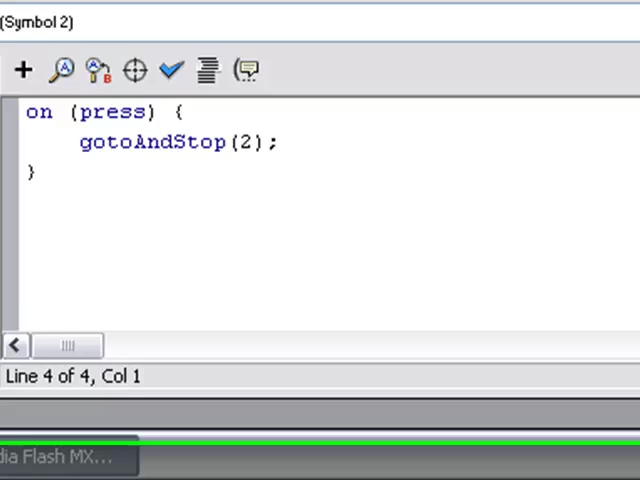 (Symbol 2)
on (press) {
    gotoAndStop(2);
}
Line 4 of 4, Col 1
dia Flash MX...